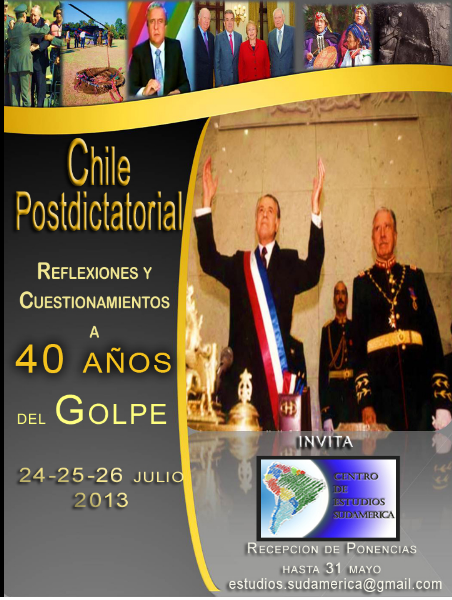 Chile
Postdictatorial
Reflexiones y
Cuestionamientos
a
40 años
del Golpe
24-25-26 julio
2013
INVITA
CENTRO
DE
ESTUDIOS
SUDAMERICA
Recepcion de Ponencias
hasta 31 mayo
estudios.sudamerica@gmail.com